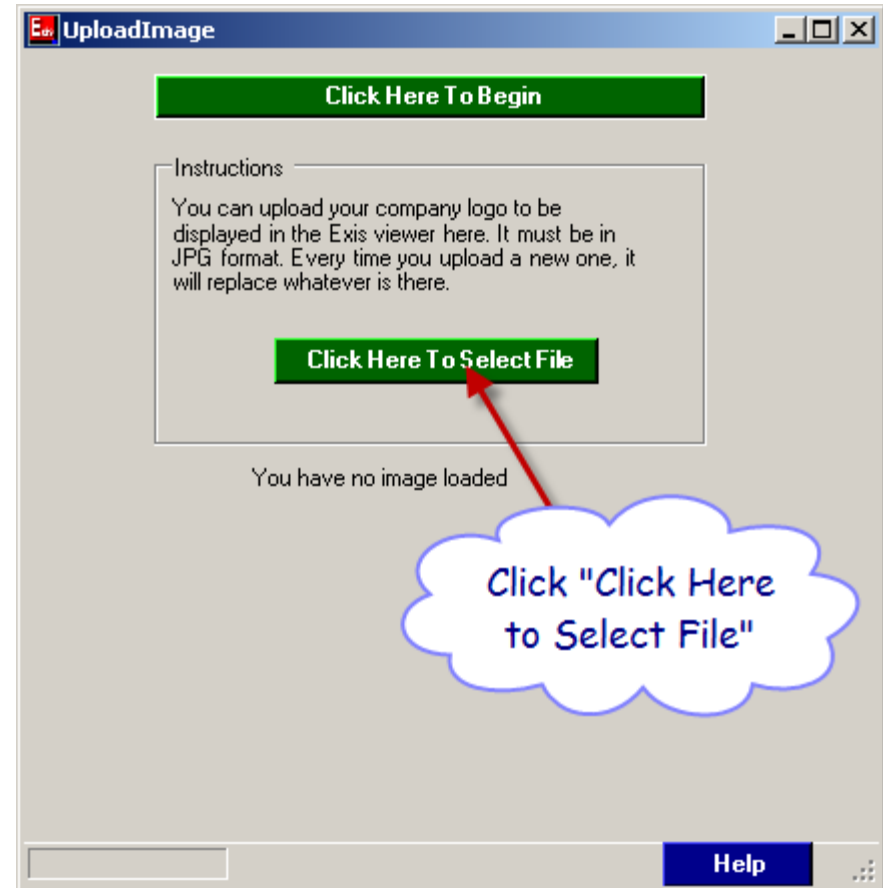 UploadImage
Click Here To Begin
Instructions
You can upload your company logo to be
displayed in the Exis viewer here. It must be in
JPG format. Every time you upload a new one, it
will replace whatever is there.
Click Here To Select File
You have no image loaded
Click "Click Here
to Select File"
Help